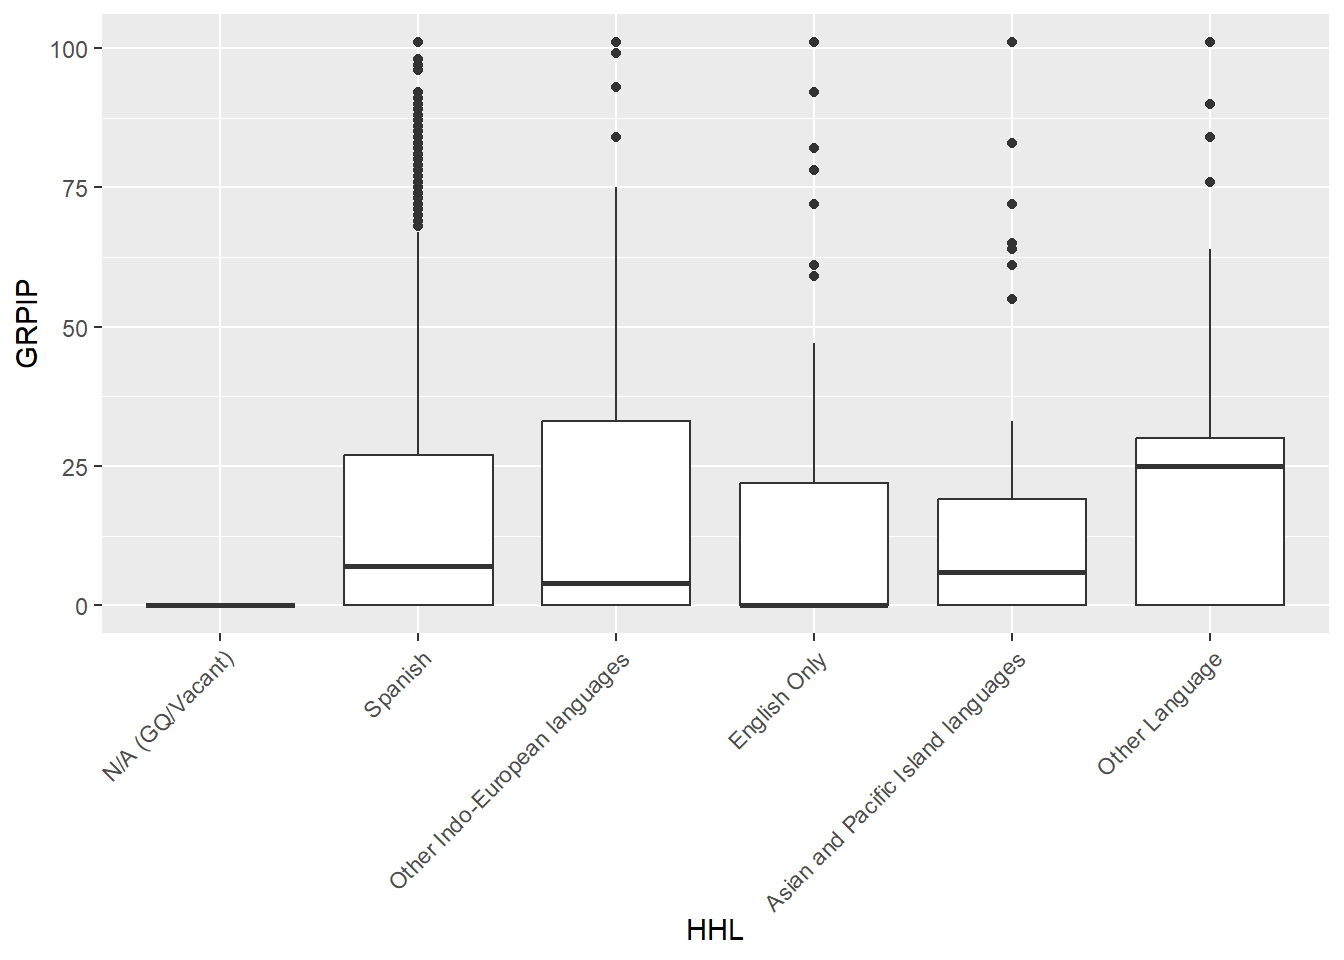 100
75
50
25
0
GRPIP
N/A (GQ/Vacant)
Spanish
Other Indo-European languages
English Only
Asian and Pacific Island languages
Other Language
HHL